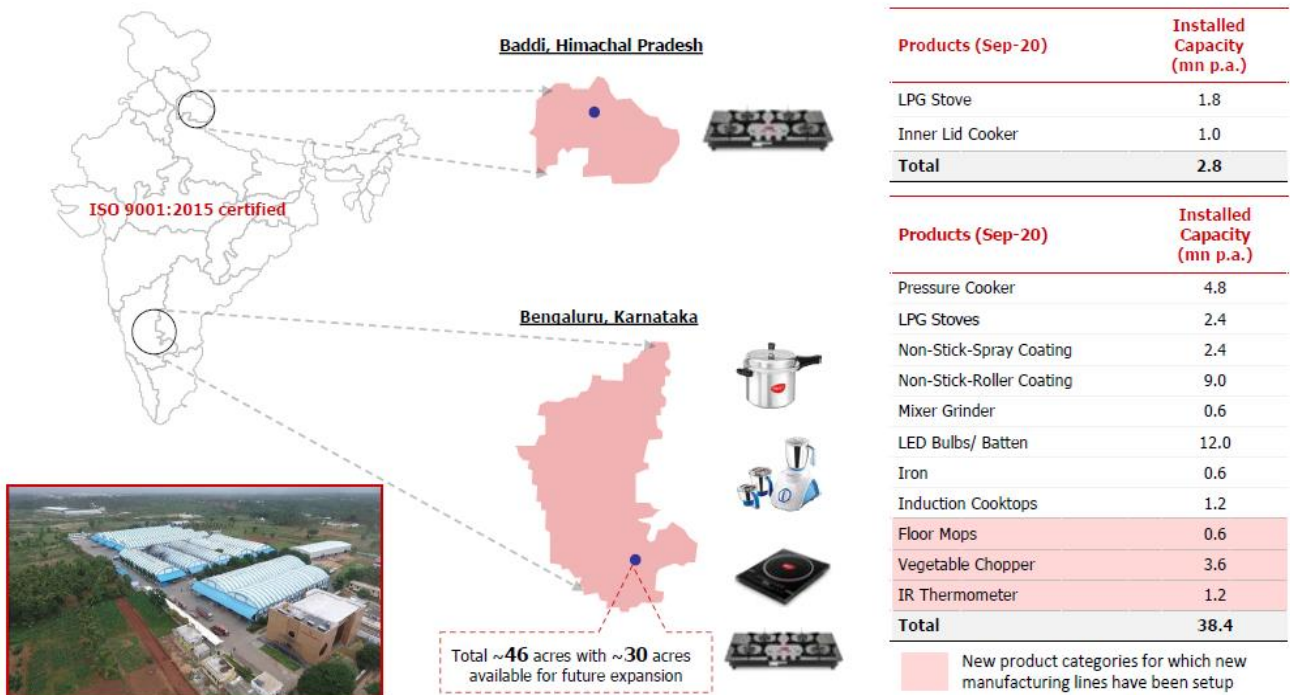 Baddi, Himachal Pradesh
ISO 9001:2015 certified
Bengaluru, Karnataka
Total ~46 acres with ~30 acres
available for future expansion
Products (Sep-20) Installed Capacity (mn p.a.)
LPG Stove 1.8
Inner Lid Cooker 1.0
Total 2.8
Products (Sep-20) Installed Capacity (mn p.a.)
Pressure Cooker 4.8
LPG Stoves 2.4
Non-Stick-Spray Coating 2.4
Non-Stick-Roller Coating 9.0
Mixer Grinder 0.6
LED Bulbs/ Batten 12.0
Iron 0.6
Induction Cooktops 1.2
Floor Mops 0.6
Vegetable Chopper 3.6
IR Thermometer 1.2
Total 38.4
New product categories for which new
manufacturing lines have been setup